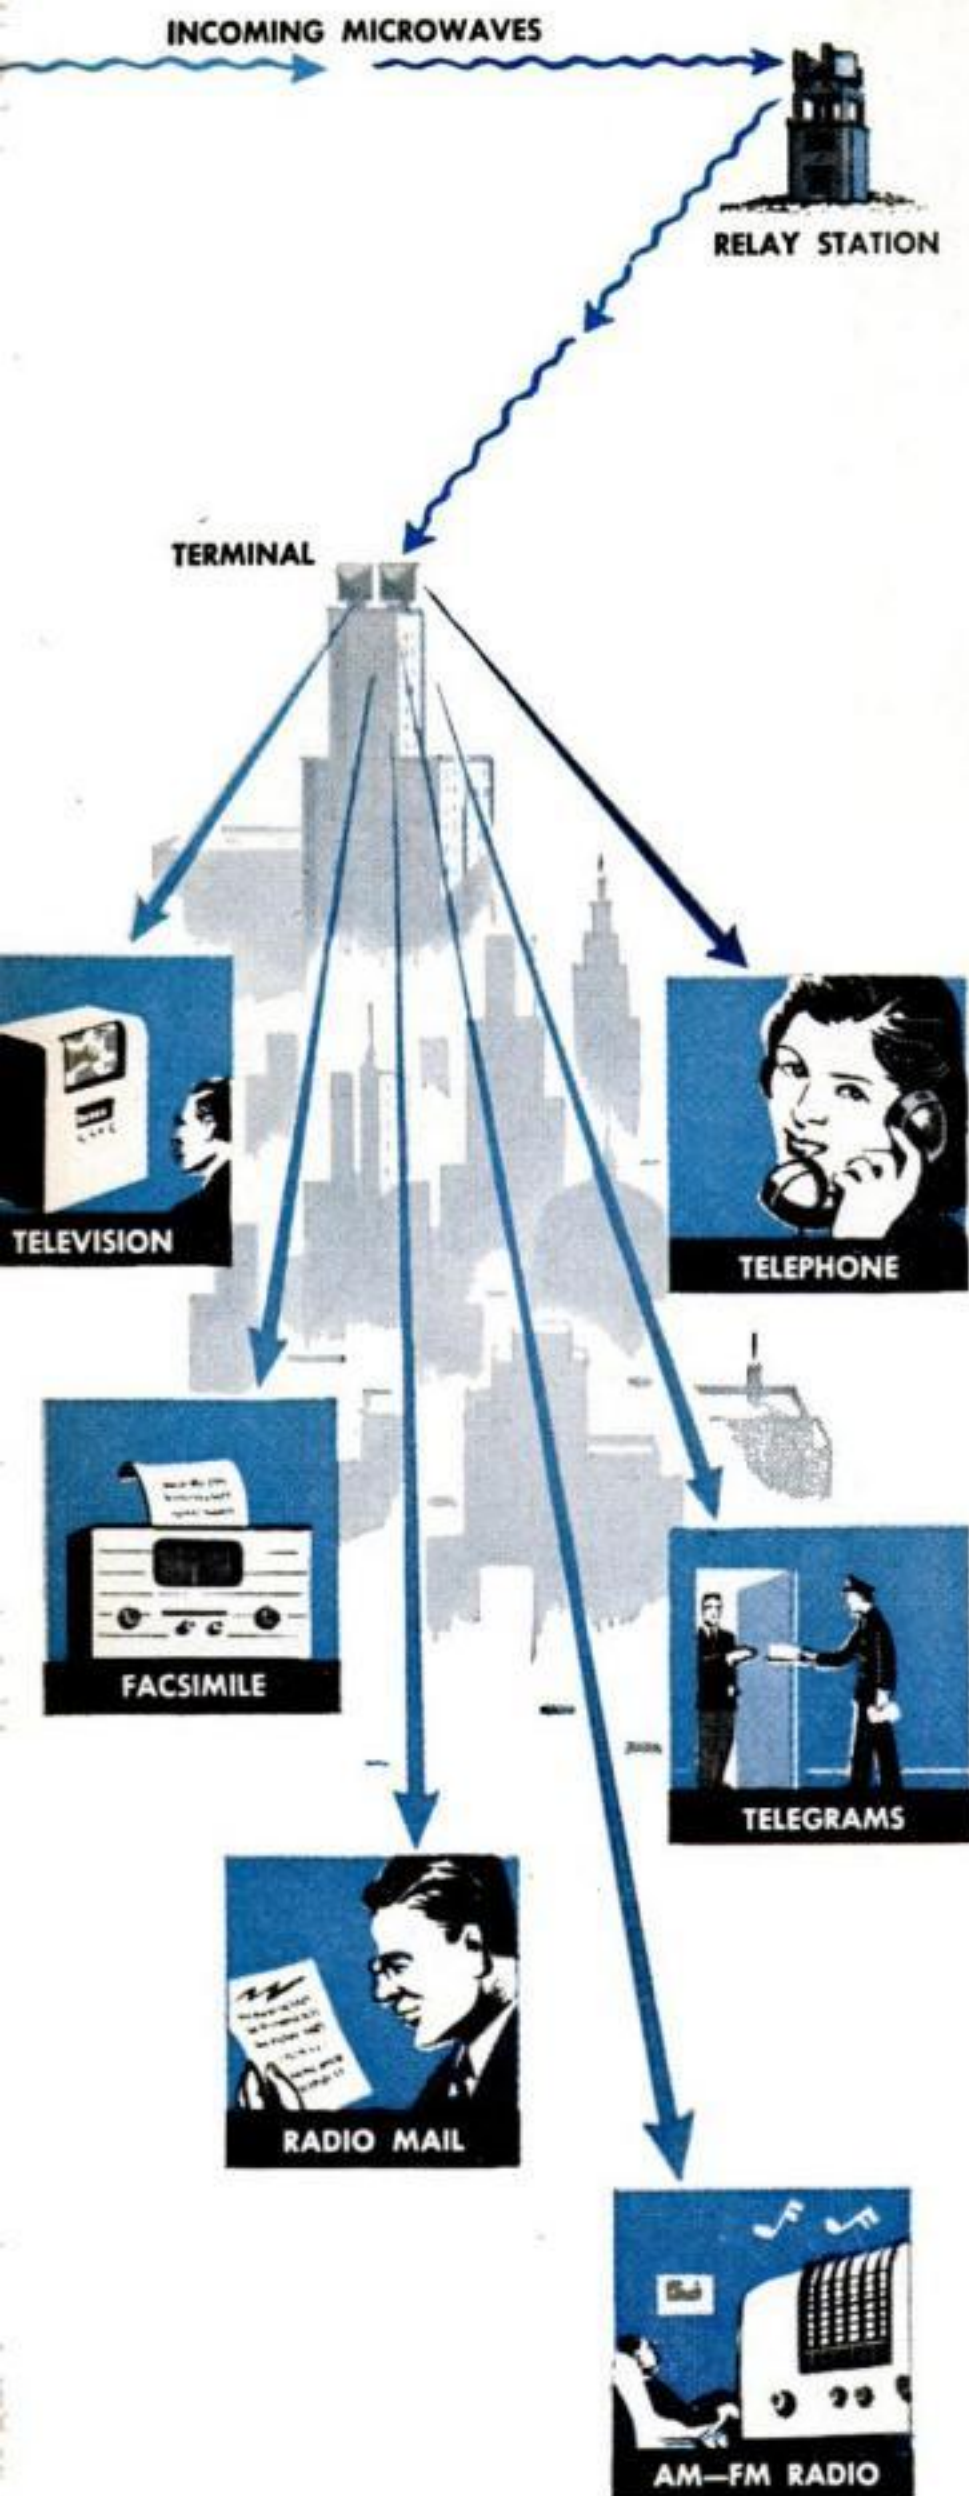 INCOMING MICROWAVES
RELAY STATION
TERMINAL
TELEVISION
TELEPHONE
FACSIMILE
TELEGRAMS
RADIO MAIL
AM—FM RADIO